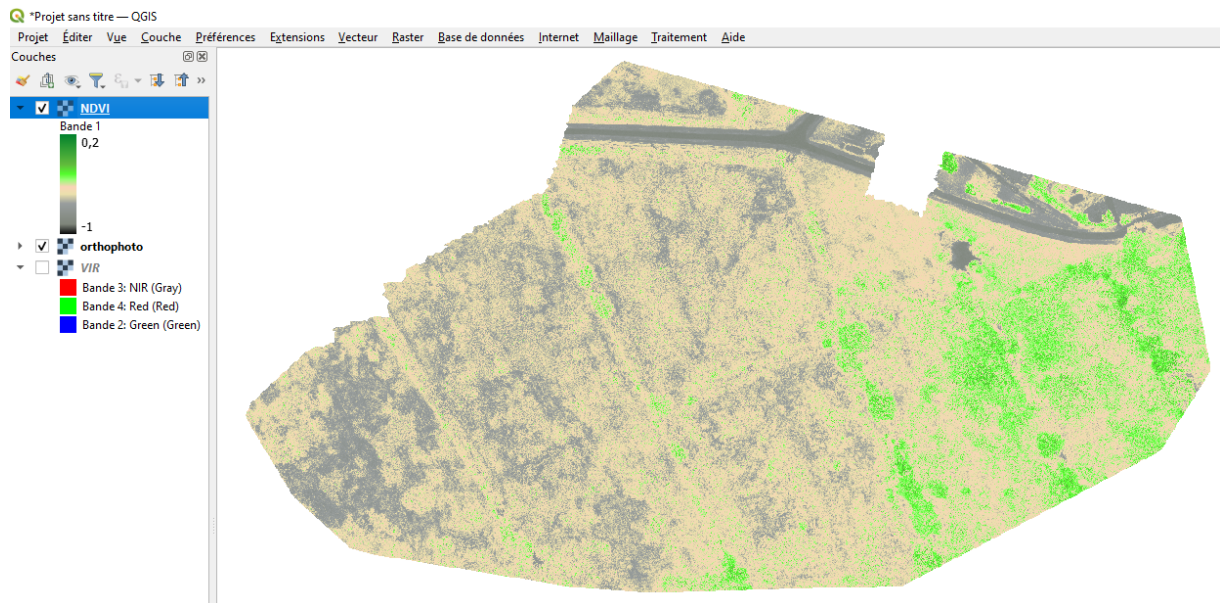 *Projet sans titre — QGIS
Projet Éditer Vue Couche Préférences Extensions Vecteur Raster Base de données Internet Maillage Traitement Aide
Couches
NDVI
Bande 1
0,2
-1
orthophoto
VIR
Bande 3: NIR (Gray)
Bande 4: Red (Red)
Bande 2: Green (Green)